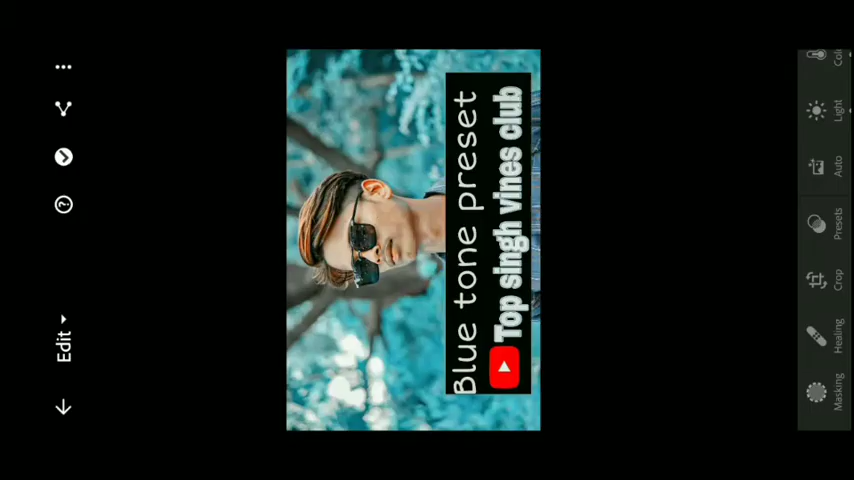 Edit
Blue tone preset
Top singh vines club
Masking
Healing
Crop
Presets
Auto
Light